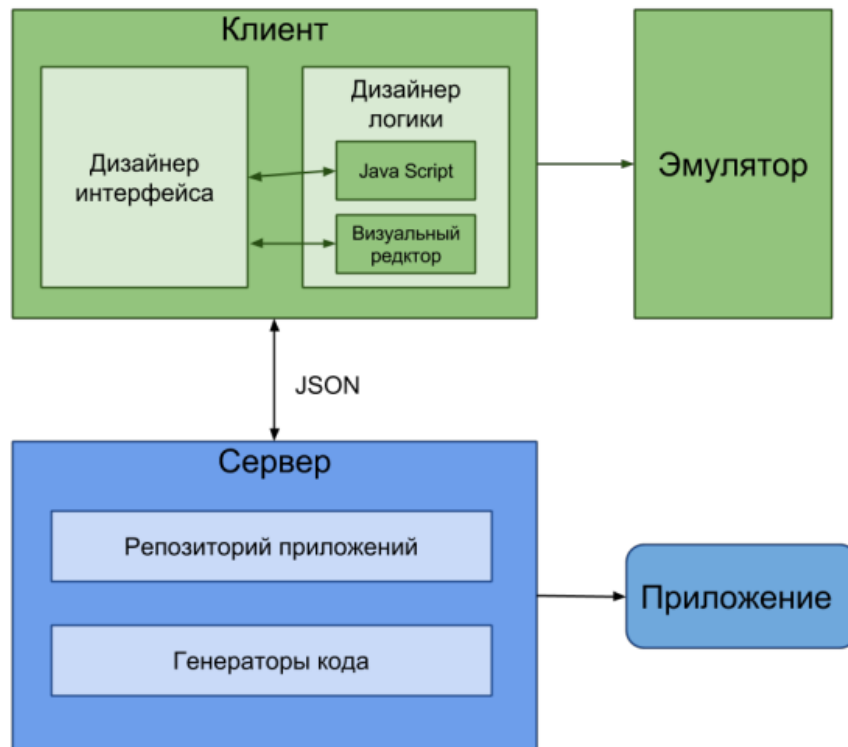 Клиент
Дизайнер
интерфейса
Дизайнер
логики
Java Script
Визуальный
редктор
Эмулятор
JSON
Сервер
Репозиторий приложений
Генераторы кода
Приложение